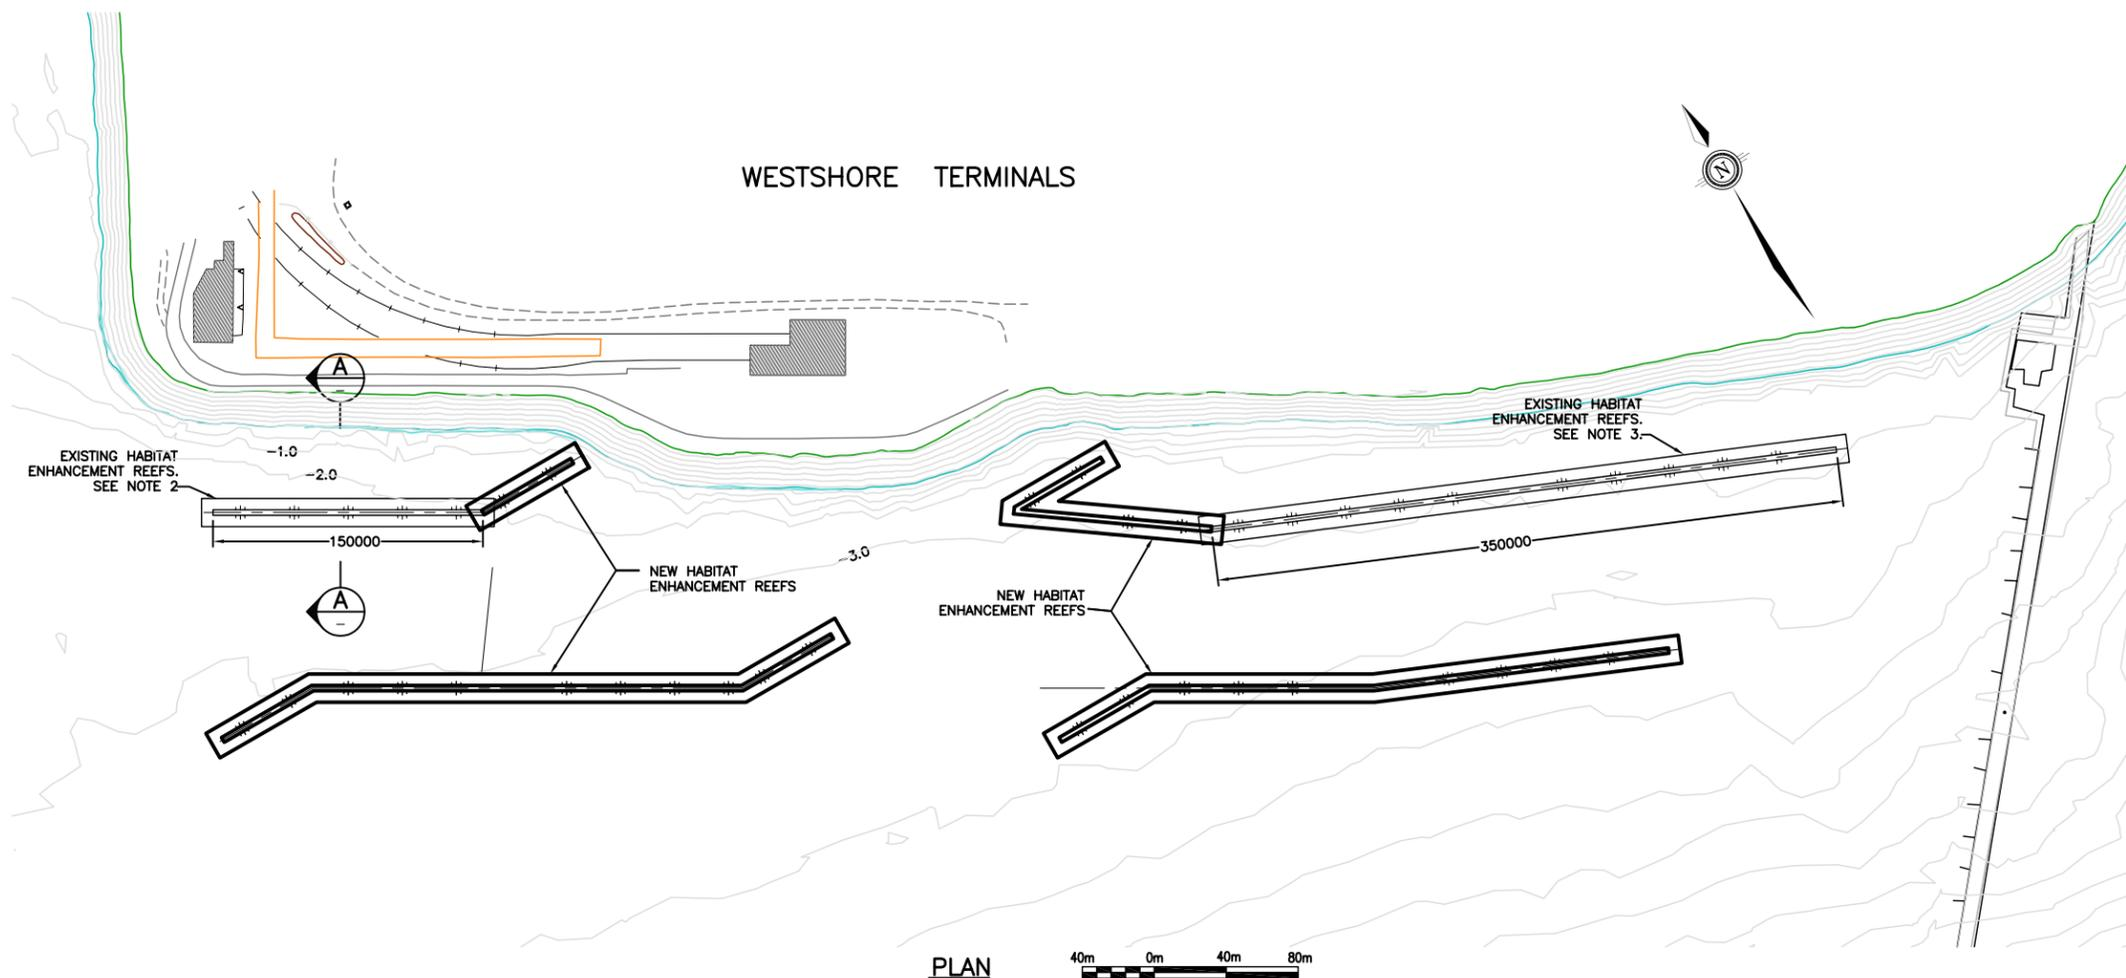 WESTSHORE TERMINALS
N
A
–
EXISTING HABITAT
ENHANCEMENT REEFS.
SEE NOTE 3.
-1.0
EXISTING HABITAT
ENHANCEMENT REEFS.
SEE NOTE 2
-2.0
150000
350000
-3.0
NEW HABITAT
ENHANCEMENT REEFS
NEW HABITAT
ENHANCEMENT REEFS
A
–
PLAN
40m 0m 40m 80m